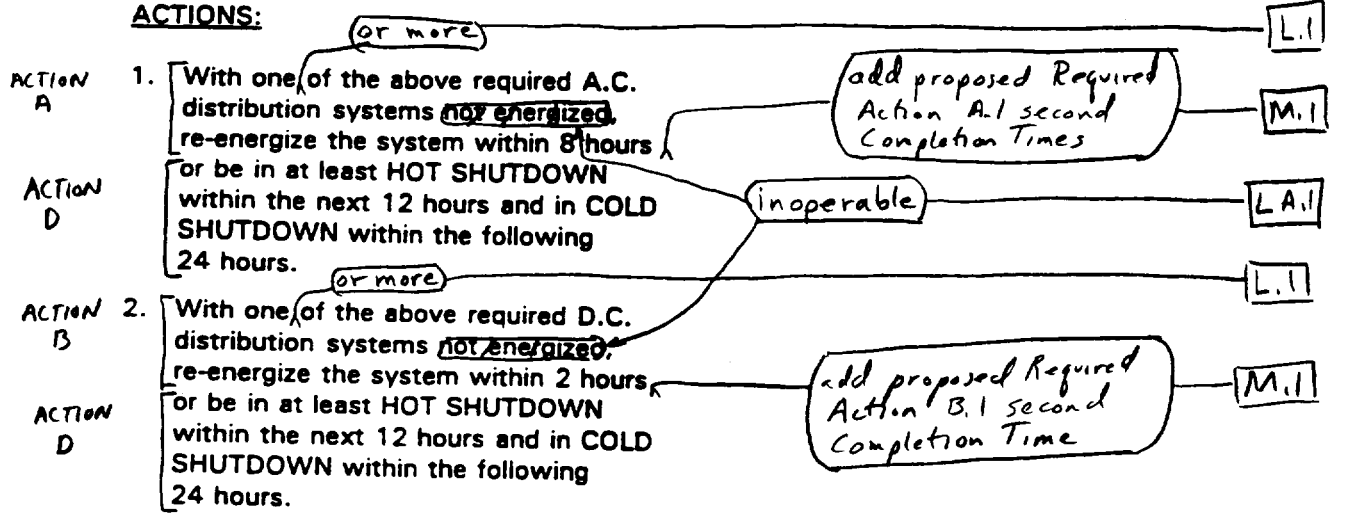 ACTIONS:
(or more)
L.1
ACTION A
1. With one of the above required A.C.
distribution systems not energized,
re-energize the system within 8 hours
add proposed Required
Action A.1 second
Completion Times
M.1
ACTION D
or be in at least HOT SHUTDOWN
within the next 12 hours and in COLD
SHUTDOWN within the following
24 hours.
inoperable
LA.1
(or more)
L.1
ACTION B
2. With one of the above required D.C.
distribution systems not energized,
re-energize the system within 2 hours
add proposed Required
Action B.1 second
Completion Time
M.1
ACTION D
or be in at least HOT SHUTDOWN
within the next 12 hours and in COLD
SHUTDOWN within the following
24 hours.